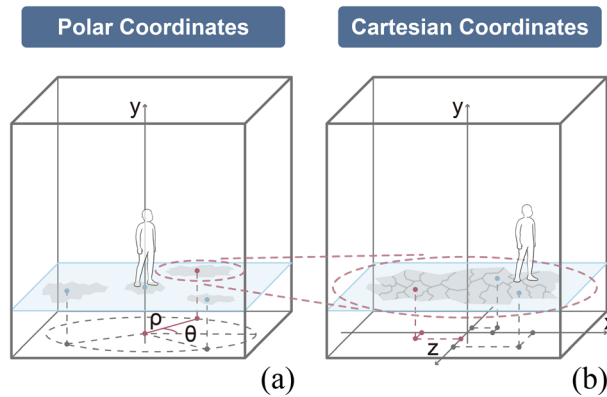 Polar Coordinates
Cartesian Coordinates
y
y
ρ
θ
x
z
(a)
(b)